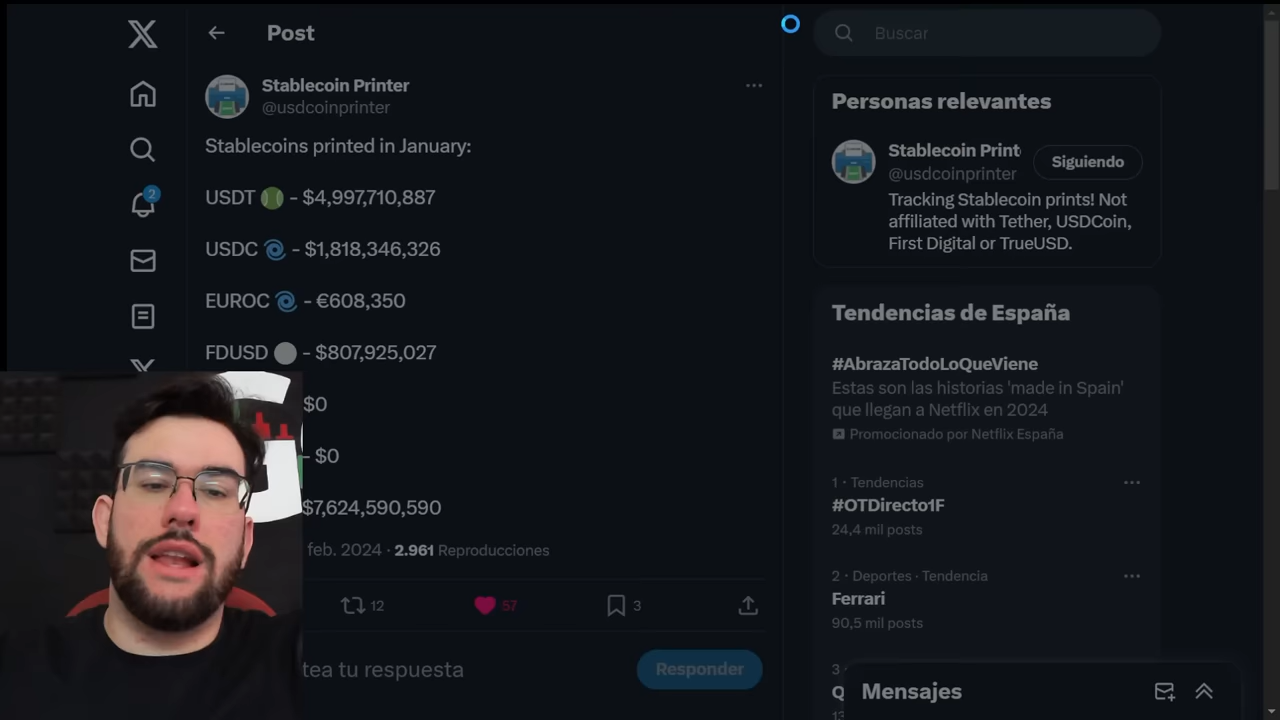 Post
Stablecoin Printer
@usdcoinprinter
Stablecoins printed in January:
USDT - $4,997,710,887
USDC - $1,818,346,326
EUROC - €608,350
FDUSD - $807,925,027
$0
- $0
$7,624,590,590
feb. 2024 · 2.961 Reproducciones
12
57
3
tea tu respuesta
Responder
2
Buscar
Personas relevantes
Stablecoin Print
@usdcoinprinter
Siguiendo
Tracking Stablecoin prints! Not
affiliated with Tether, USDCoin,
First Digital or TrueUSD.
Tendencias de España
#AbrazaTodoLoQueViene
Estas son las historias 'made in Spain'
que llegan a Netflix en 2024
Promocionado por Netflix España
1 · Tendencias
#OTDirecto1F
24,4 mil posts
2 · Deportes · Tendencia
Ferrari
90,5 mil posts
3 ·
Mensajes